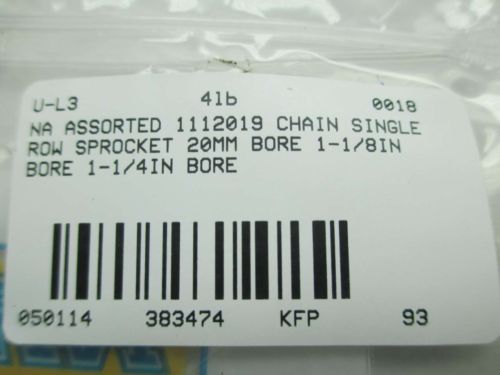 U-L3 4lb 0018
NA ASSORTED 1112019 CHAIN SINGLE
ROW SPROCKET 20MM BORE 1-1/8IN
BORE 1-1/4IN BORE
050114 383474 KFP 93